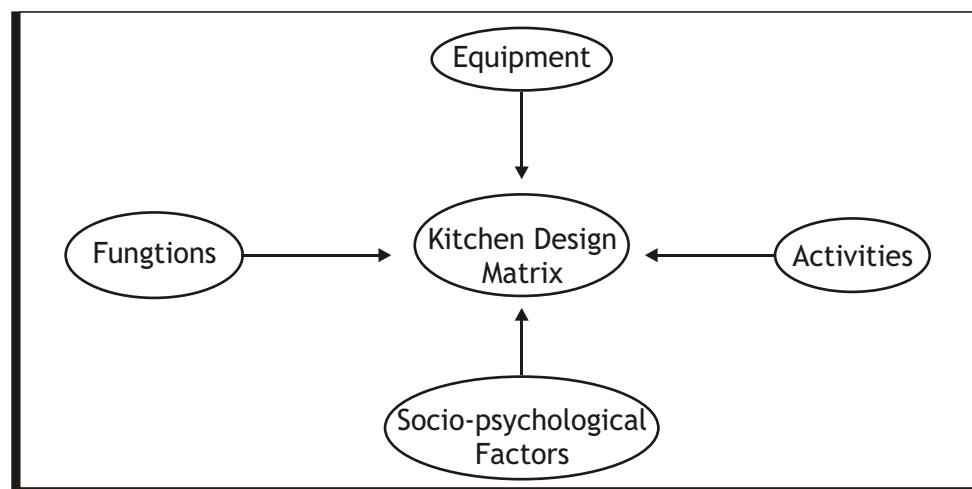 Equipment
Fungtions
Kitchen Design
Matrix
Activities
Socio-psychological
Factors